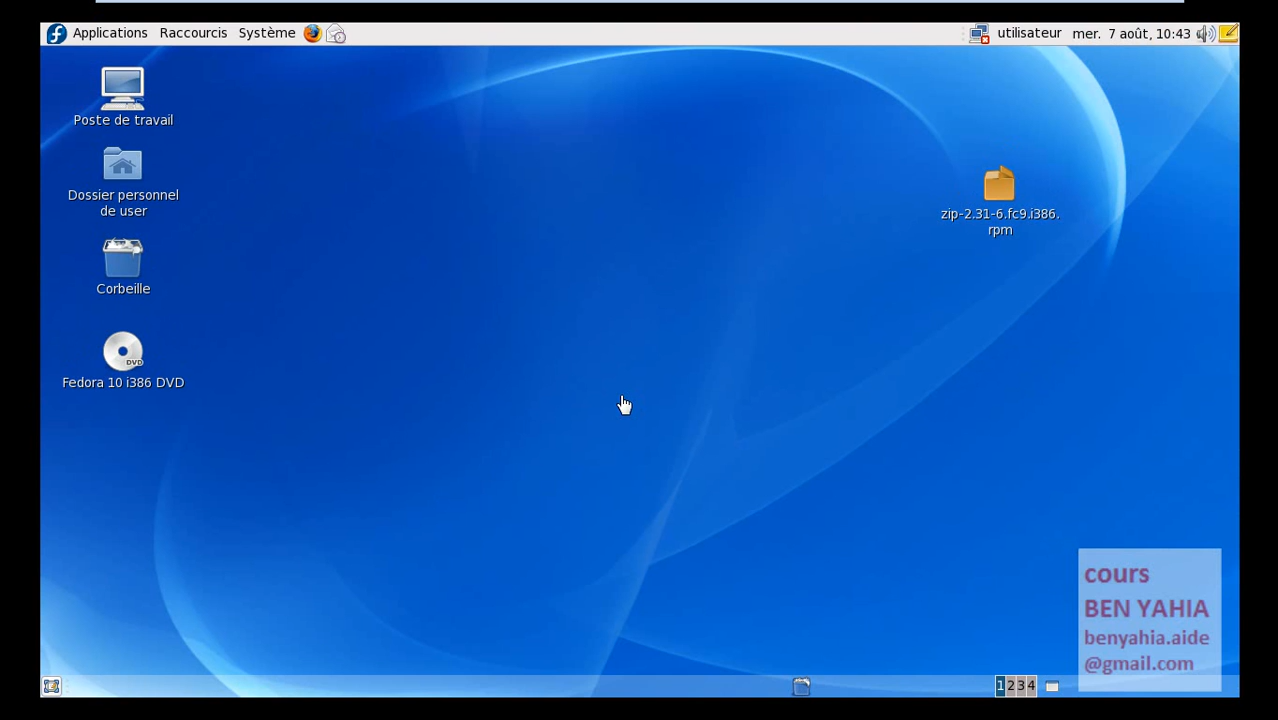 Applications Raccourcis Système utilisateur mer. 7 août, 10:43
Poste de travail
Dossier personnel
de user
Corbeille
DVD
Fedora 10 i386 DVD
zip-2.31-6.fc9.i386.
rpm
cours
BEN YAHIA
benyahia.aide
@gmail.com
1 2 3 4